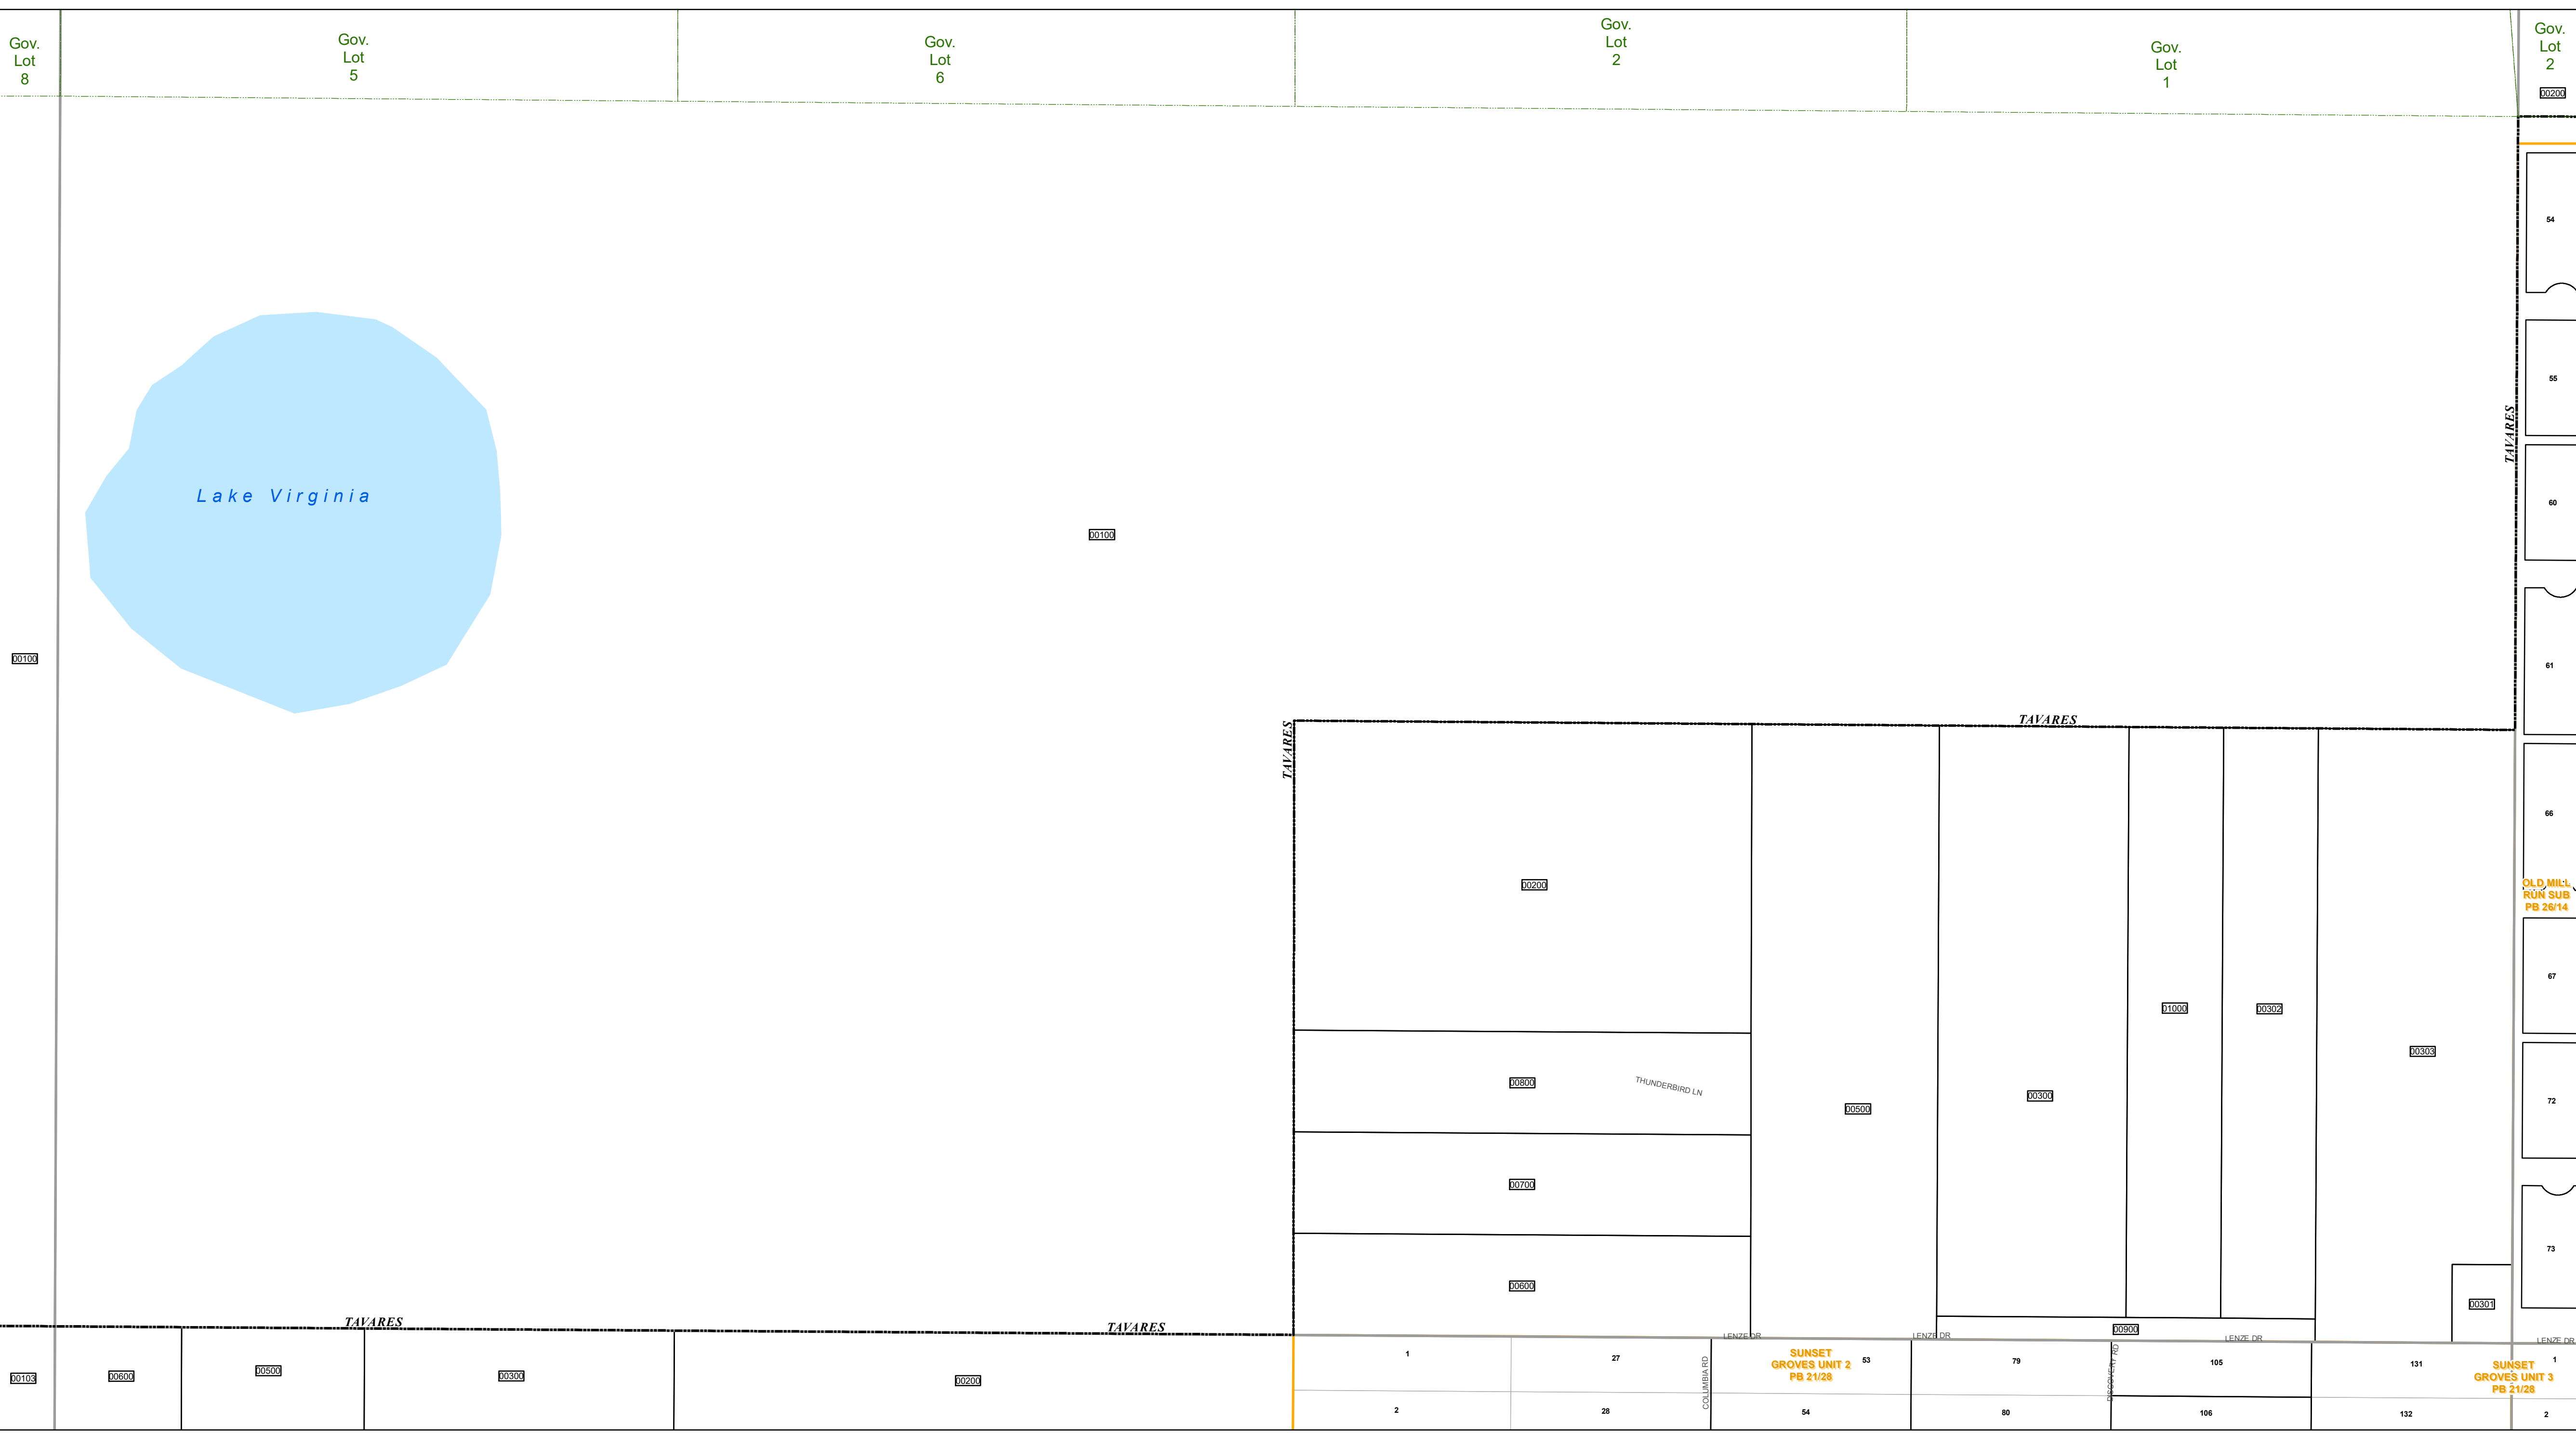 Gov.
Lot
8
Gov.
Lot
5
Gov.
Lot
6
Gov.
Lot
2
Gov.
Lot
1
Gov.
Lot
2
00200
54
55
TAVARES
60
Lake Virginia
00100
00100
61
TAVARES
TAVARES
66
00200
OLD MILL
RUN SUB
PB 26/14
67
01000
00302
00303
00800
THUNDERBIRD LN
00300
00500
72
00700
73
00600
00301
TAVARES
TAVARES
00900
LENZE DR
LENZE DR
LENZE DR
LENZE DR
00103
00600
00500
00300
00200
1
27
COLUMBIA RD
SUNSET
GROVES UNIT 2
PB 21/28
53
79
DISCOVERY RD
105
131
SUNSET
GROVES UNIT 3
PB 21/28
1
2
28
54
80
106
132
2